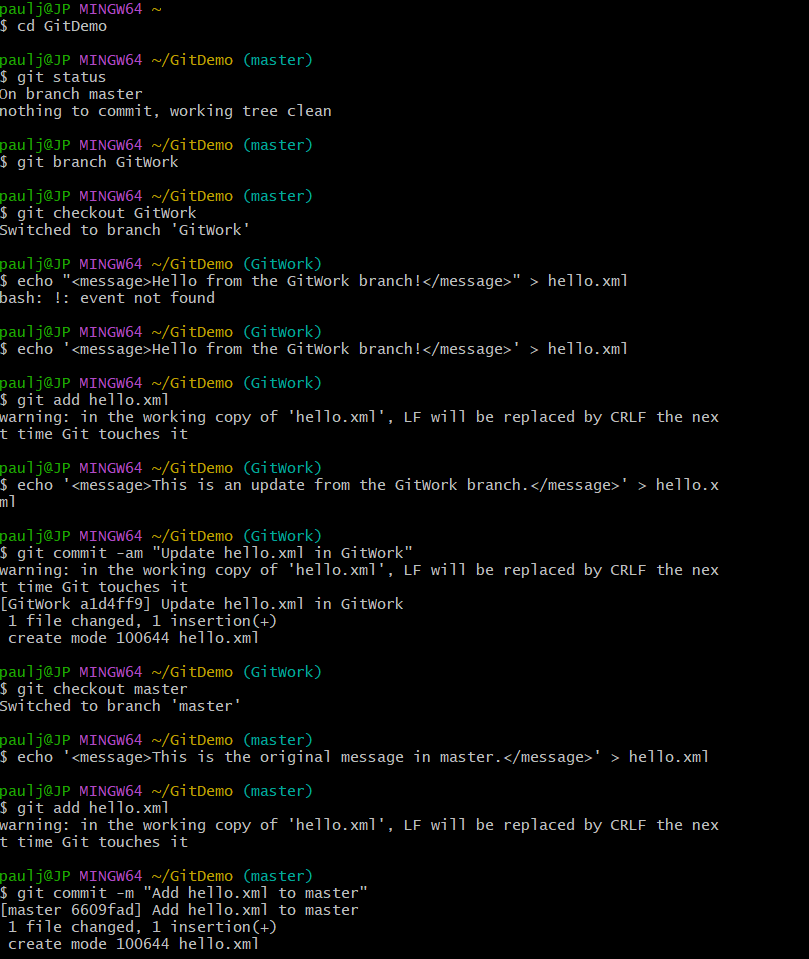 paulj@JP MINGW64 ~
$ cd GitDemo
paulj@JP MINGW64 ~/GitDemo (master)
$ git status
On branch master
nothing to commit, working tree clean
paulj@JP MINGW64 ~/GitDemo (master)
$ git branch GitWork
paulj@JP MINGW64 ~/GitDemo (master)
$ git checkout GitWork
Switched to branch 'GitWork'
paulj@JP MINGW64 ~/GitDemo (GitWork)
$ echo "<message>Hello from the GitWork branch!</message>" > hello.xml
bash: !: event not found
paulj@JP MINGW64 ~/GitDemo (GitWork)
$ echo '<message>Hello from the GitWork branch!</message>' > hello.xml
paulj@JP MINGW64 ~/GitDemo (GitWork)
$ git add hello.xml
warning: in the working copy of 'hello.xml', LF will be replaced by CRLF the nex
t time Git touches it
paulj@JP MINGW64 ~/GitDemo (GitWork)
$ echo '<message>This is an update from the GitWork branch.</message>' > hello.x
ml
paulj@JP MINGW64 ~/GitDemo (GitWork)
$ git commit -am "Update hello.xml in GitWork"
warning: in the working copy of 'hello.xml', LF will be replaced by CRLF the nex
t time Git touches it
[GitWork a1d4ff9] Update hello.xml in GitWork
1 file changed, 1 insertion(+)
create mode 100644 hello.xml
paulj@JP MINGW64 ~/GitDemo (GitWork)
$ git checkout master
Switched to branch 'master'
paulj@JP MINGW64 ~/GitDemo (master)
$ echo '<message>This is the original message in master.</message>' > hello.xml
paulj@JP MINGW64 ~/GitDemo (master)
$ git add hello.xml
warning: in the working copy of 'hello.xml', LF will be replaced by CRLF the nex
t time Git touches it
paulj@JP MINGW64 ~/GitDemo (master)
$ git commit -m "Add hello.xml to master"
[master 6609fad] Add hello.xml to master
1 file changed, 1 insertion(+)
create mode 100644 hello.xml